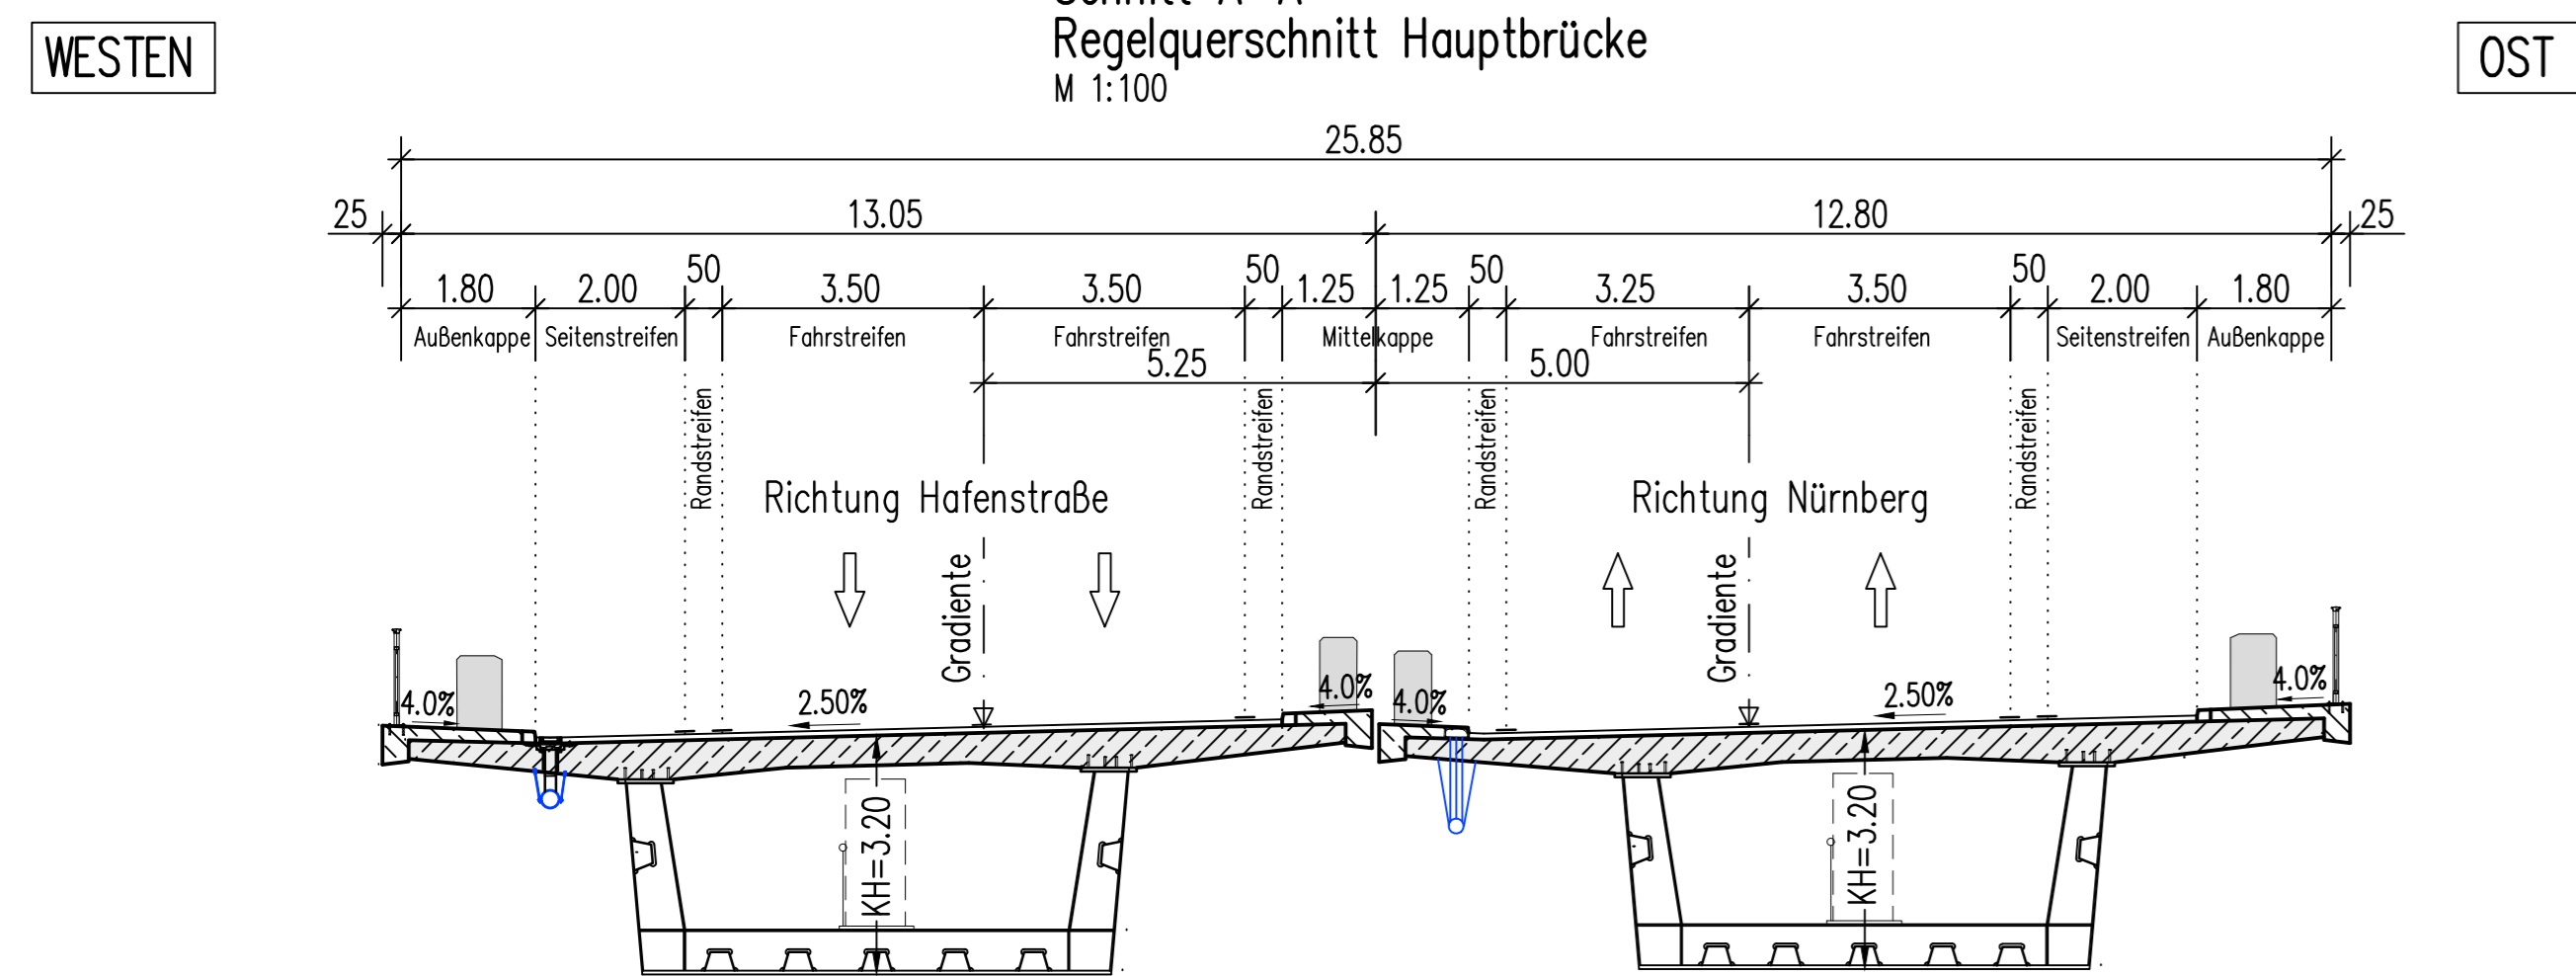 Schnitt A-A
WESTEN
Regelquerschnitt Hauptbrücke
OST
M 1:100
25.85
25 13.05 12.80 25
1.80 2.00 50 3.50 3.50 50 1.25 1.25 50 3.25 3.50 50 2.00 1.80
Außenkappe Seitenstreifen Fahrstreifen Fahrstreifen Mittelkappe Fahrstreifen Fahrstreifen Seitenstreifen Außenkappe
5.25 5.00
Randstreifen Randstreifen Randstreifen Randstreifen
Richtung Hafenstraße Richtung Nürnberg
Gradiente Gradiente
4.0% 2.50% 4.0% 4.0% 2.50% 4.0%
KH=3.20 KH=3.20